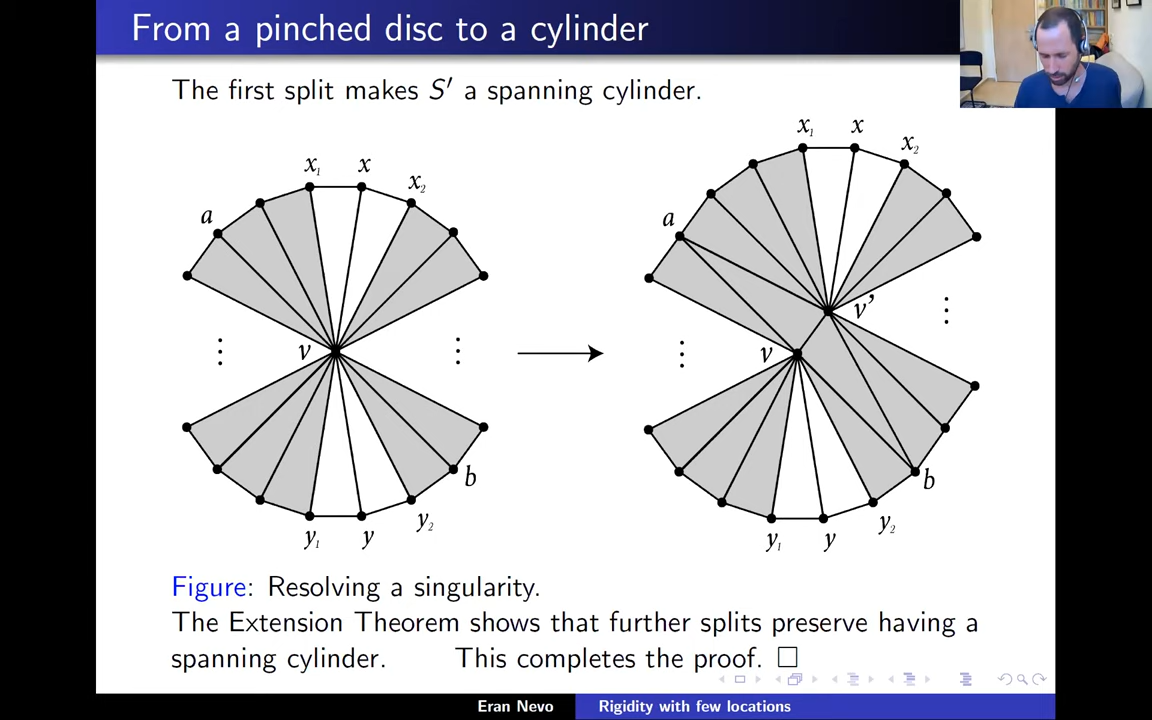 From a pinched disc to a cylinder
The first split makes S′ a spanning cylinder.
x₁ x x₂
a
v
b
y₁ y y₂
x₁ x x₂
a
v’
v
b
y₁ y y₂
Figure: Resolving a singularity.
The Extension Theorem shows that further splits preserve having a
spanning cylinder. This completes the proof. □
Eran Nevo Rigidity with few locations